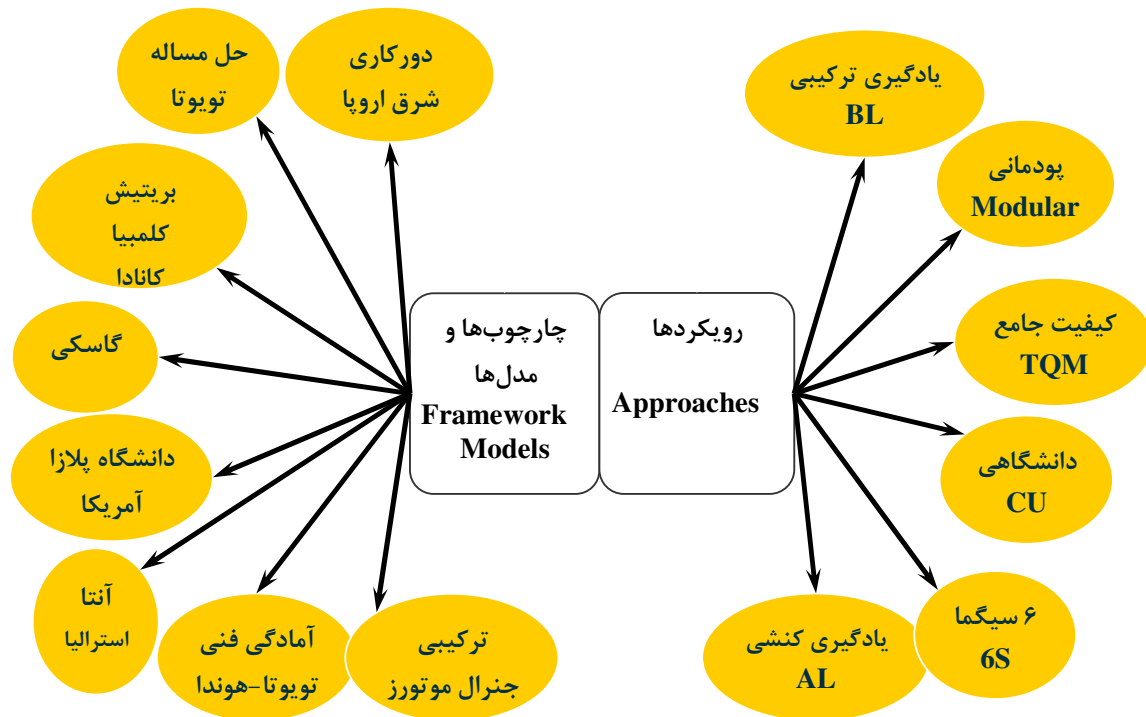 رویکردها
Approaches
یادگیری ترکیبی
BL
پودمانی
Modular
کیفیت جامع
TQM
دانشگاهی
CU
۶ سیگما
6S
یادگیری کنشی
AL
چارچوب‌ها و
مدل‌ها
Framework
Models
دورکاری
شرق اروپا
حل مساله
تویوتا
بریتیش
کلمبیا
کانادا
گاسکی
دانشگاه پلازا
آمریکا
آنتا
استرالیا
آمادگی فنی
تویوتا-هوندا
ترکیبی
جنرال موتورز